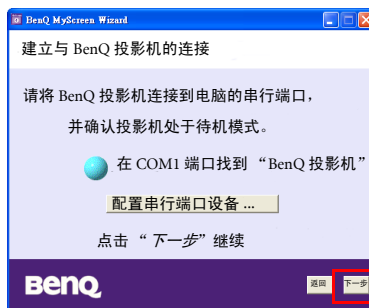 BenQ MyScreen Wizard
建立与 BenQ 投影机的连接
请将 BenQ 投影机连接到电脑的串行端口，
并确认投影机处于待机模式。
在 COM1 端口找到 “BenQ 投影机”
配置串行端口设备 ...
点击 “ 下一步” 继续
BenQ
返回
下一步